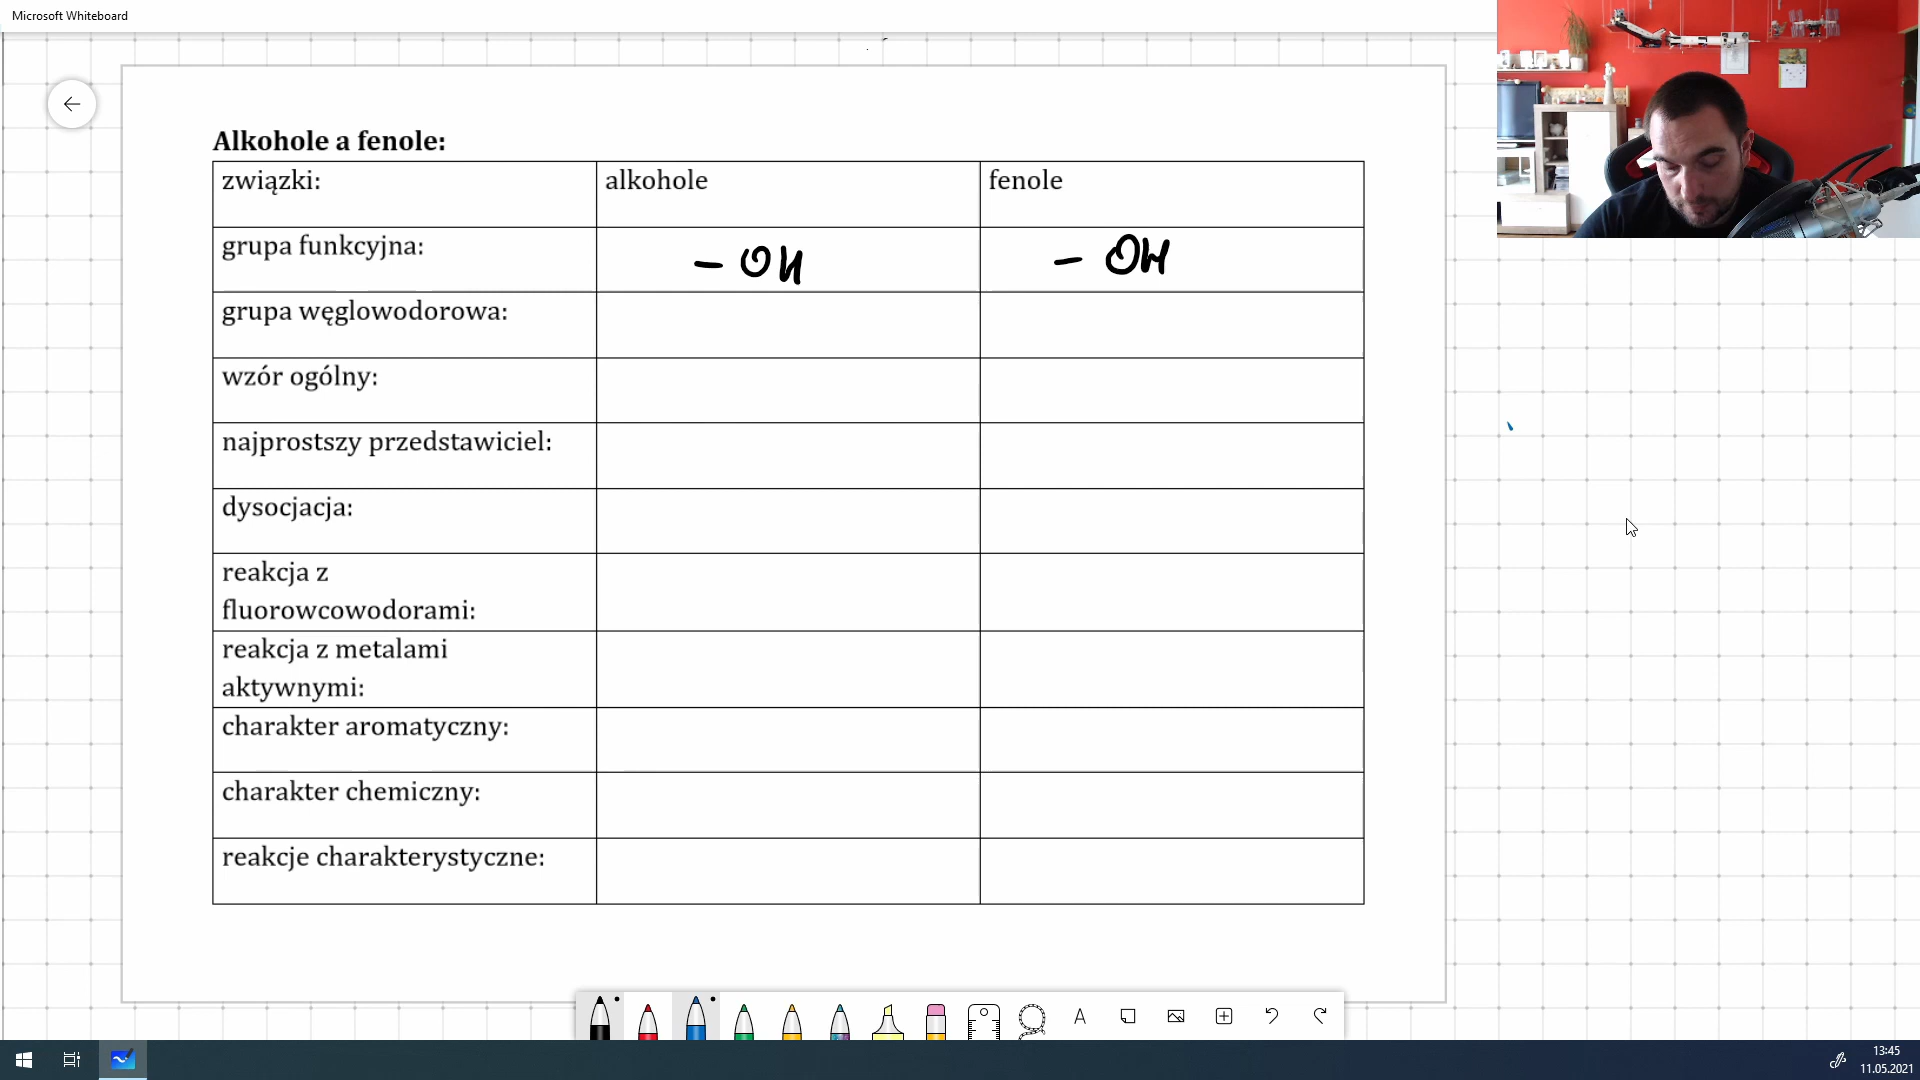 Microsoft Whiteboard
Alkohole a fenole:
związki: alkohole fenole
grupa funkcyjna: – OH – OH
grupa węglowodorowa:
wzór ogólny:
najprostszy przedstawiciel:
dysocjacja:
reakcja z
fluorowcowodorami:
reakcja z metalami
aktywnymi:
charakter aromatyczny:
charakter chemiczny:
reakcje charakterystyczne:
A
13:45
11.05.2021